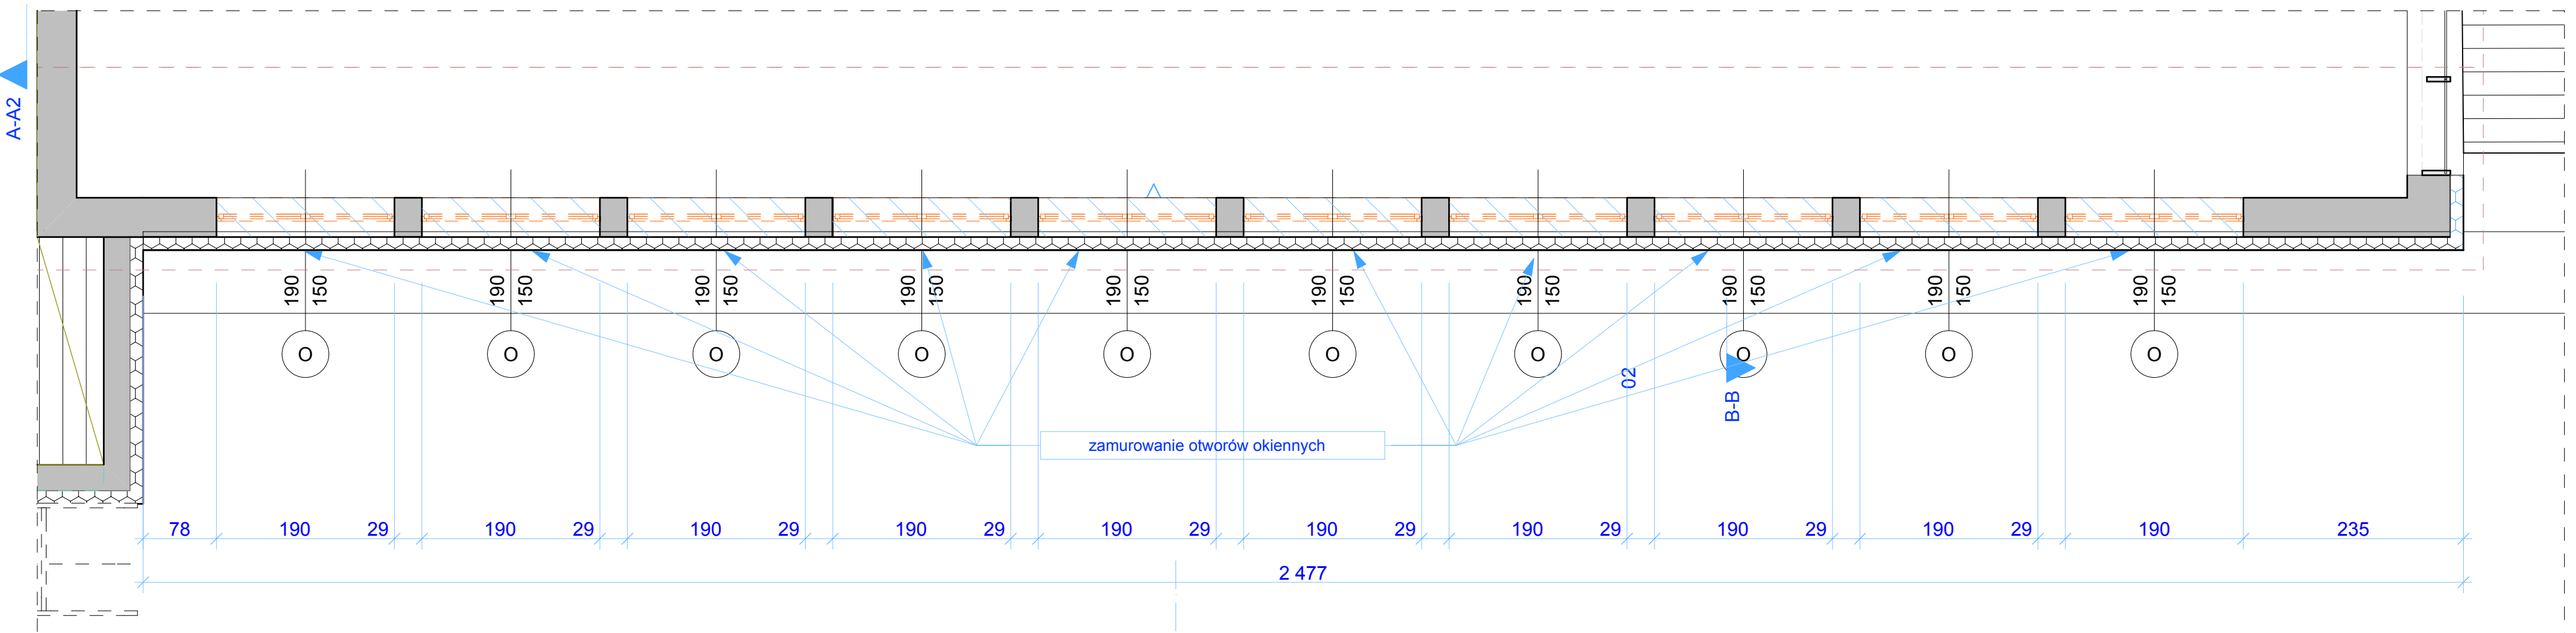 A-A2
190 150 190 150 190 150 190 150 190 150 190 150 190 150 190 150 190 150 190 150
O O O O O O O O O O
02
B-B
zamurowanie otworów okiennych
78 190 29 190 29 190 29 190 29 190 29 190 29 190 29 190 29 190 29 190 235
2 477